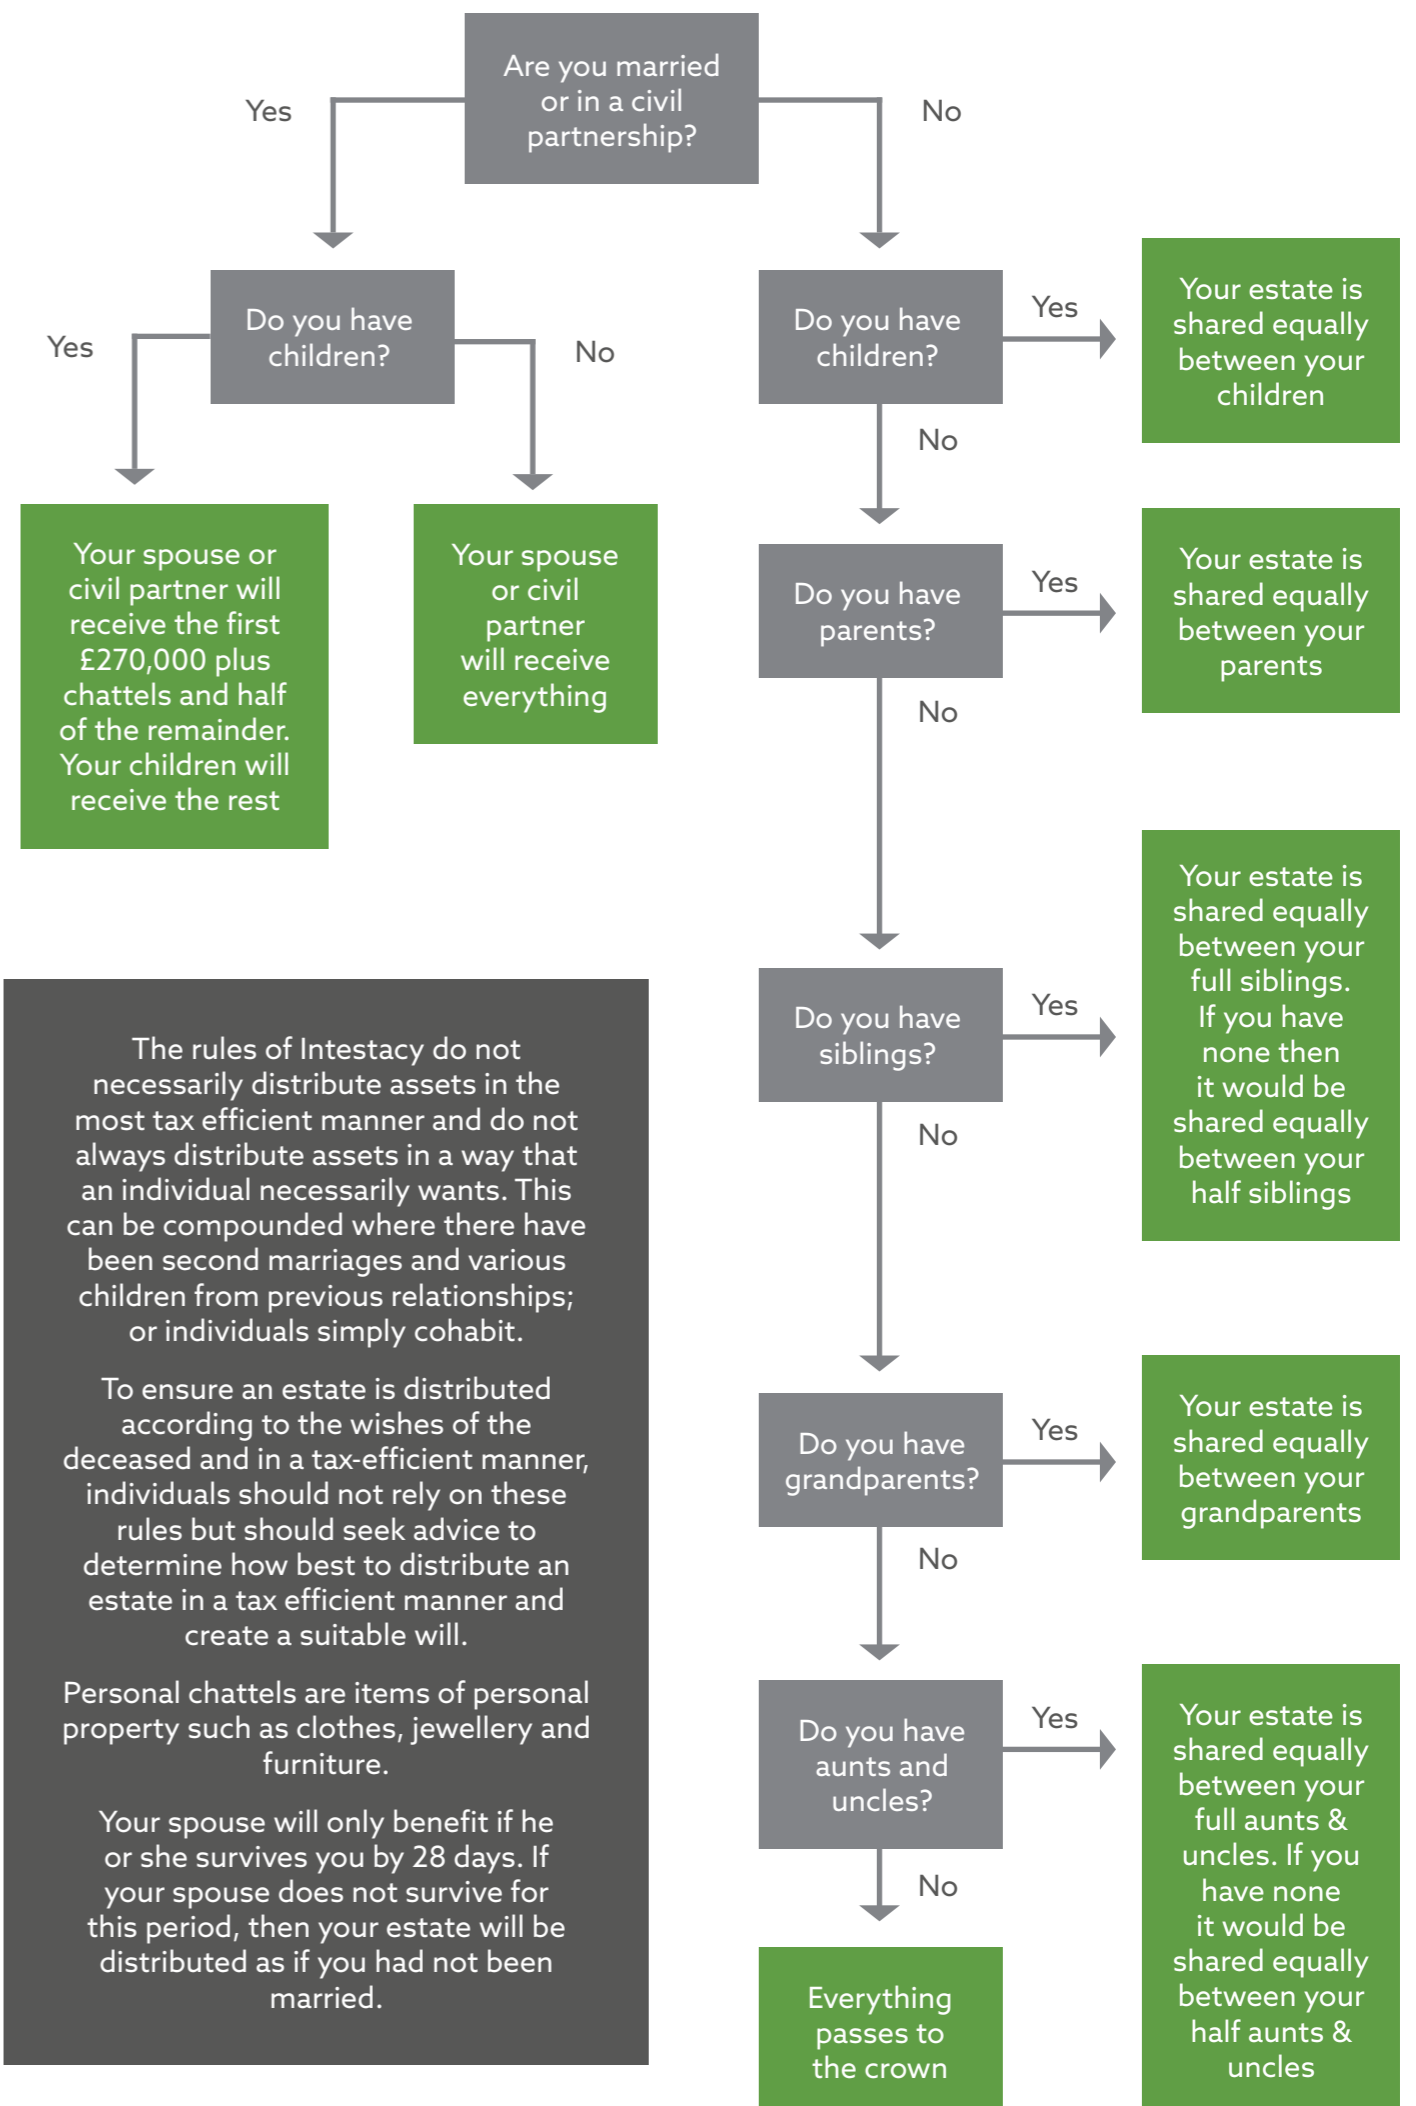 Are you married
or in a civil
partnership?
Yes
No
Do you have
children?
Yes
No
Your spouse or
civil partner will
receive the first
£270,000 plus
chattels and half
of the remainder.
Your children will
receive the rest
Your spouse
or civil
partner
will receive
everything
Do you have
children?
Yes
Your estate is
shared equally
between your
children
No
Do you have
parents?
Yes
Your estate is
shared equally
between your
parents
No
Do you have
siblings?
Yes
Your estate is
shared equally
between your
full siblings.
If you have
none then
it would be
shared equally
between your
half siblings
No
Do you have
grandparents?
Yes
Your estate is
shared equally
between your
grandparents
No
Do you have
aunts and
uncles?
Yes
Your estate is
shared equally
between your
full aunts &
uncles. If you
have none
it would be
shared equally
between your
half aunts &
uncles
No
Everything
passes to
the crown
The rules of Intestacy do not
necessarily distribute assets in the
most tax efficient manner and do not
always distribute assets in a way that
an individual necessarily wants. This
can be compounded where there have
been second marriages and various
children from previous relationships;
or individuals simply cohabit.
To ensure an estate is distributed
according to the wishes of the
deceased and in a tax-efficient manner,
individuals should not rely on these
rules but should seek advice to
determine how best to distribute an
estate in a tax efficient manner and
create a suitable will.
Personal chattels are items of personal
property such as clothes, jewellery and
furniture.
Your spouse will only benefit if he
or she survives you by 28 days. If
your spouse does not survive for
this period, then your estate will be
distributed as if you had not been
married.